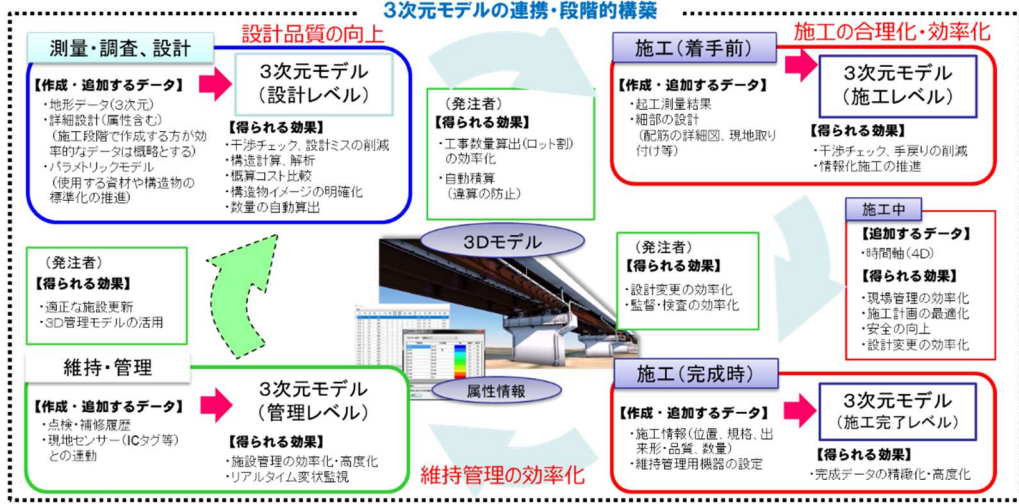 3次元モデルの連携・段階的構築
測量・調査、設計
設計品質の向上
【作成・追加するデータ】
・地形データ(3次元)
・詳細設計(属性含む)
(施工段階で作成する方が効
率的なデータは概略とする)
・パラメトリックモデル
(使用する資材や構造物の
標準化の推進)
3次元モデル
(設計レベル)
【得られる効果】
・干渉チェック、設計ミスの削減
・構造計算、解析
・概算コスト比較
・構造物イメージの明確化
・数量の自動算出
(発注者)
【得られる効果】
・工事数量算出(ロット割)
の効率化
・自動積算
(違算の防止)
施工(着手前)
施工の合理化・効率化
【作成・追加するデータ】
・起工測量結果
・細部の設計
(配筋の詳細図、現地取り
付け等)
3次元モデル
(施工レベル)
【得られる効果】
・干渉チェック、手戻りの削減
・情報化施工の推進
施工中
【追加するデータ】
・時間軸(4D)
【得られる効果】
・現場管理の効率化
・施工計画の最適化
・安全の向上
・設計変更の効率化
3Dモデル
属性情報
(発注者)
【得られる効果】
・設計変更の効率化
・監督・検査の効率化
(発注者)
【得られる効果】
・適正な施設更新
・3D管理モデルの活用
施工(完成時)
【作成・追加するデータ】
・施工情報(位置、規格、出
来形・品質、数量)
・維持管理用機器の設定
3次元モデル
(施工完了レベル)
【得られる効果】
・完成データの精緻化・高度化
維持・管理
【作成・追加するデータ】
・点検・補修履歴
・現地センサー(ICタグ等)
との連動
3次元モデル
(管理レベル)
【得られる効果】
・施設管理の効率化・高度化
・リアルタイム変状監視
維持管理の効率化